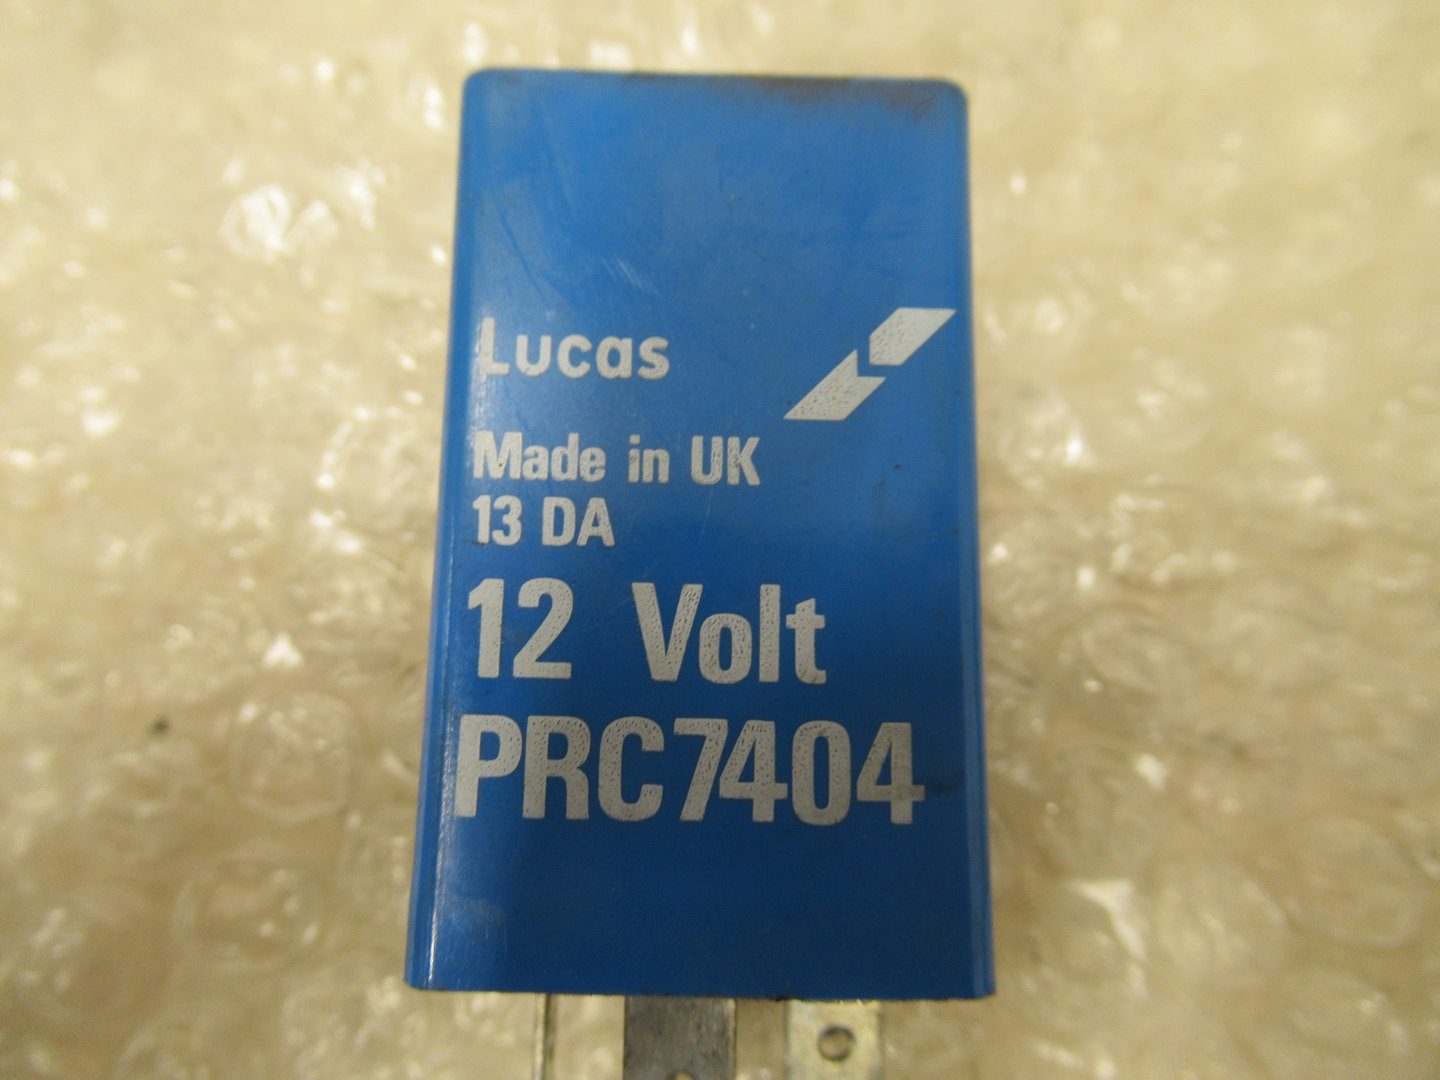 Lucas
Made in UK
13 DA
12 Volt
PRC7404